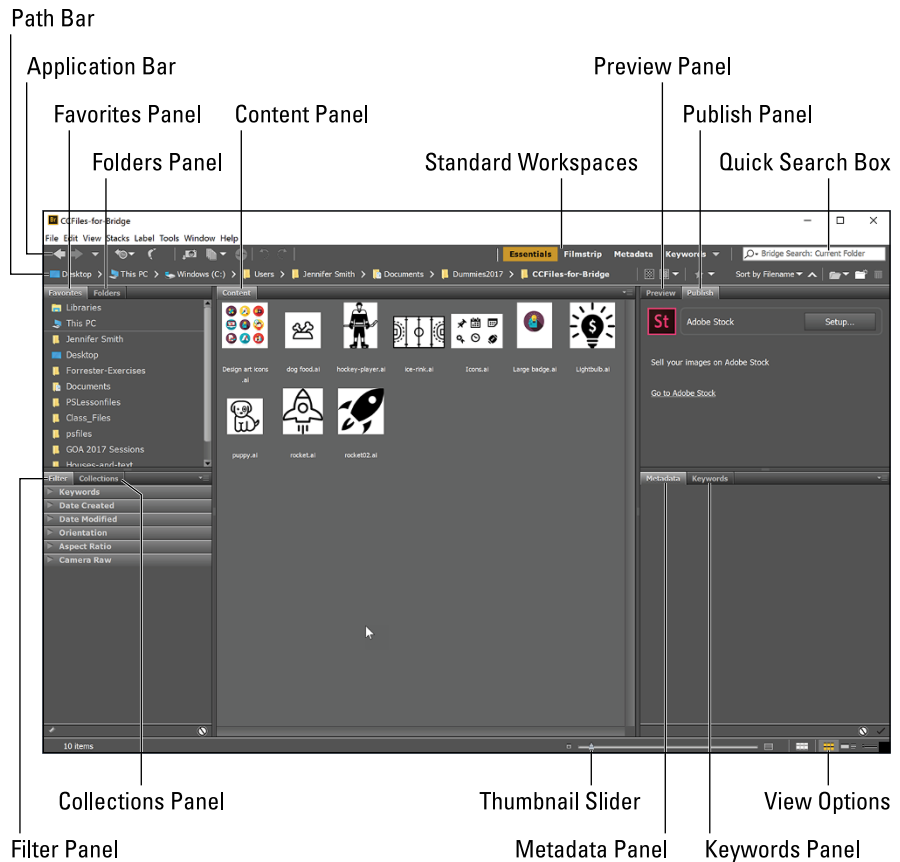 Path Bar
Application Bar
Preview Panel
Favorites Panel
Content Panel
Publish Panel
Folders Panel
Standard Workspaces
Quick Search Box
Br CCFiles-for-Bridge
File Edit View Stacks Label Tools Window Help
Essentials Filmstrip Metadata Keywords Bridge Search: Current Folder
Desktop > This PC > Windows (C:) > Users > Jennifer Smith > Documents > Dummies2017 > CCFiles-for-Bridge Sort by Filename
Favorites Folders
Libraries
This PC
Jennifer Smith
Desktop
Forrester-Exercises
Documents
PSLessonfiles
Class_Files
psfiles
GOA 2017 Sessions
Houses-and-text
Filter Collections
Keywords
Date Created
Date Modified
Orientation
Aspect Ratio
Camera Raw
Content
Design art icons
.ai
dog food.ai
hockey-player.ai
ice-rink.ai
Icons.ai
Large badge.ai
Lightbulb.ai
puppy.ai
rocket.ai
rocket02.ai
Preview Publish
St Adobe Stock Setup...
Sell your images on Adobe Stock
Go to Adobe Stock
Metadata Keywords
10 items
Collections Panel
Thumbnail Slider
View Options
Filter Panel
Metadata Panel
Keywords Panel